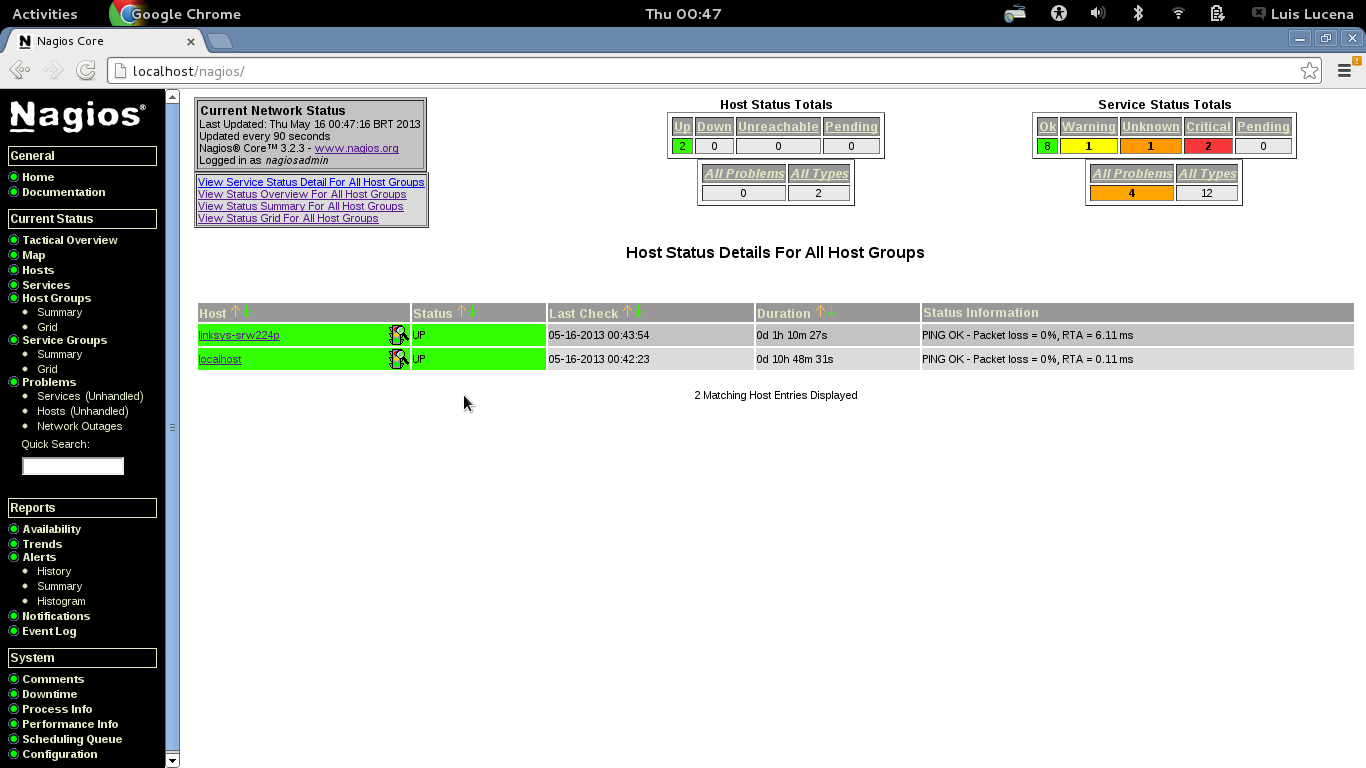 Activities
Google Chrome
Thu 00:47
Luis Lucena
Nagios Core
localhost/nagios/
Nagios®
General
Home
Documentation
Current Status
Tactical Overview
Map
Hosts
Services
Host Groups
Summary
Grid
Service Groups
Summary
Grid
Problems
Services (Unhandled)
Hosts (Unhandled)
Network Outages
Quick Search:
Reports
Availability
Trends
Alerts
History
Summary
Histogram
Notifications
Event Log
System
Comments
Downtime
Process Info
Performance Info
Scheduling Queue
Configuration
Current Network Status
Last Updated: Thu May 16 00:47:16 BRT 2013
Updated every 90 seconds
Nagios® Core™ 3.2.3 - www.nagios.org
Logged in as nagiosadmin
View Service Status Detail For All Host Groups
View Status Overview For All Host Groups
View Status Summary For All Host Groups
View Status Grid For All Host Groups
Host Status Totals
Up Down Unreachable Pending
2 0 0 0
All Problems All Types
0 2
Service Status Totals
Ok Warning Unknown Critical Pending
8 1 1 2 0
All Problems All Types
4 12
Host Status Details For All Host Groups
Host Status Last Check Duration Status Information
linksys-srw224p UP 05-16-2013 00:43:54 0d 1h 10m 27s PING OK - Packet loss = 0%, RTA = 6.11 ms
localhost UP 05-16-2013 00:42:23 0d 10h 48m 31s PING OK - Packet loss = 0%, RTA = 0.11 ms
2 Matching Host Entries Displayed